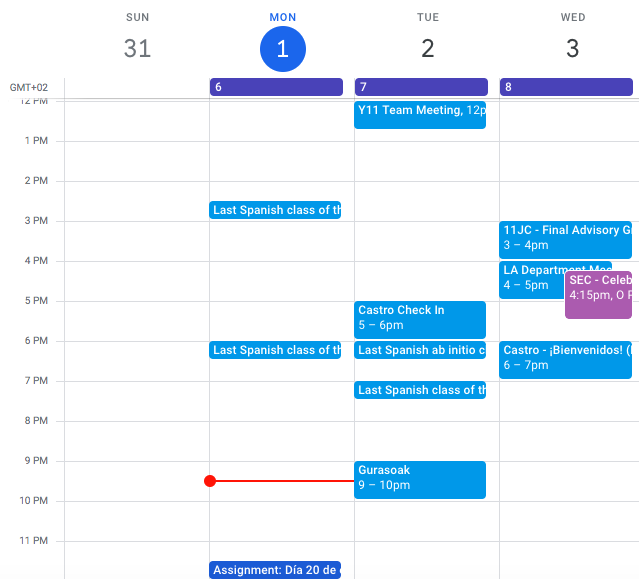 SUN
MON
TUE
WED
31
1
2
3
GMT+02
6
7
8
12 PM
Y11 Team Meeting, 12p
1 PM
2 PM
Last Spanish class of th
3 PM
11JC - Final Advisory G
3 – 4pm
4 PM
LA Department
4 – 5pm
SEC - Celeb
4:15pm, O
5 PM
Castro Check In
5 – 6pm
6 PM
Last Spanish class of th
Last Spanish ab initio c
Castro - ¡Bienvenidos! (
6 – 7pm
7 PM
Last Spanish class of th
8 PM
9 PM
Gurasoak
9 – 10pm
10 PM
11 PM
Assignment: Día 20 de